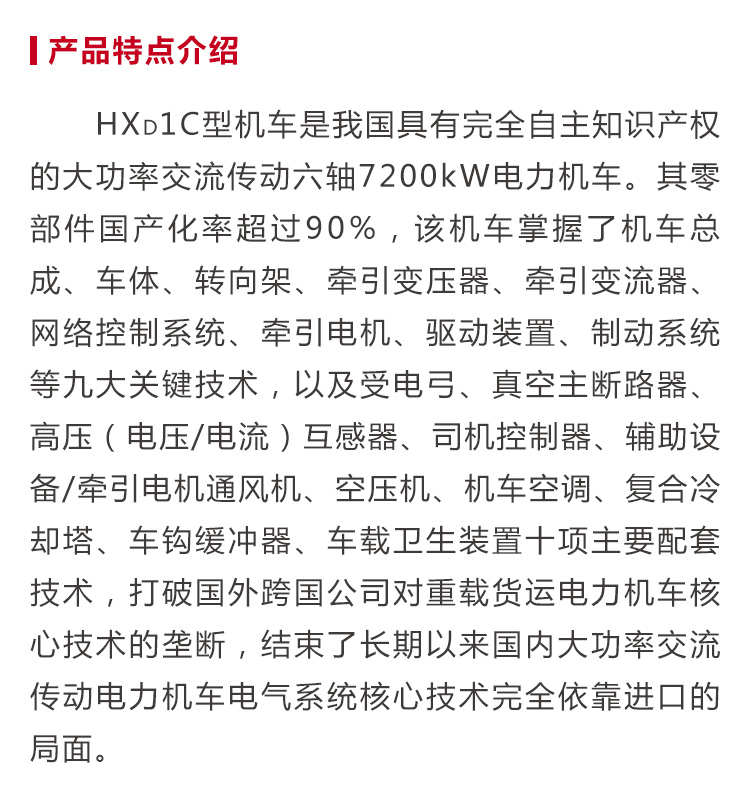 产品特点介绍
HXD1C型机车是我国具有完全自主知识产权
的大功率交流传动六轴7200kW电力机车。其零
部件国产化率超过90%，该机车掌握了机车总
成、车体、转向架、牵引变压器、牵引变流器、
网络控制系统、牵引电机、驱动装置、制动系统
等九大关键技术，以及受电弓、真空主断路器、
高压（电压/电流）互感器、司机控制器、辅助设
备/牵引电机通风机、空压机、机车空调、复合冷
却塔、车钩缓冲器、车载卫生装置十项主要配套
技术，打破国外跨国公司对重载货运电力机车核
心技术的垄断，结束了长期以来国内大功率交流
传动电力机车电气系统核心技术完全依靠进口的
局面。